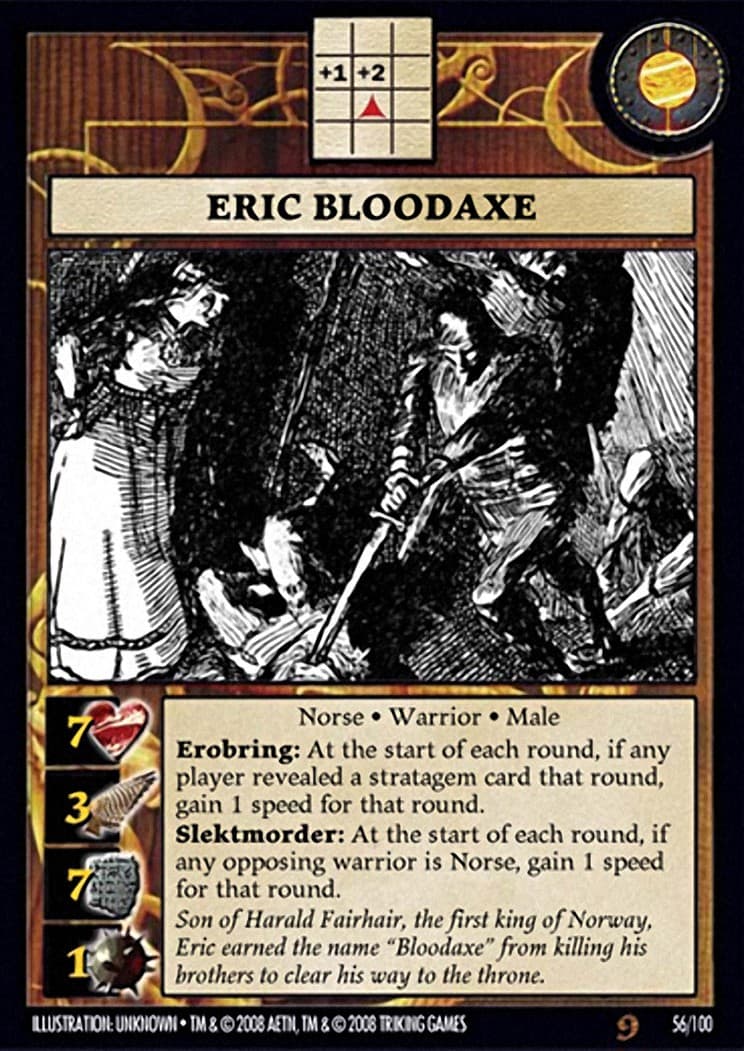 +1 +2
ERIC BLOODAXE
7
3
7
1
Norse • Warrior • Male
Erobring: At the start of each round, if any
player revealed a stratagem card that round,
gain 1 speed for that round.
Slektmorder: At the start of each round, if
any opposing warrior is Norse, gain 1 speed
for that round.
Son of Harald Fairhair, the first king of Norway,
Eric earned the name “Bloodaxe” from killing his
brothers to clear his way to the throne.
ILLUSTRATION: UNKNOWN • TM & © 2008 AETN, TM & © 2008 TRIKING GAMES
9 56/100